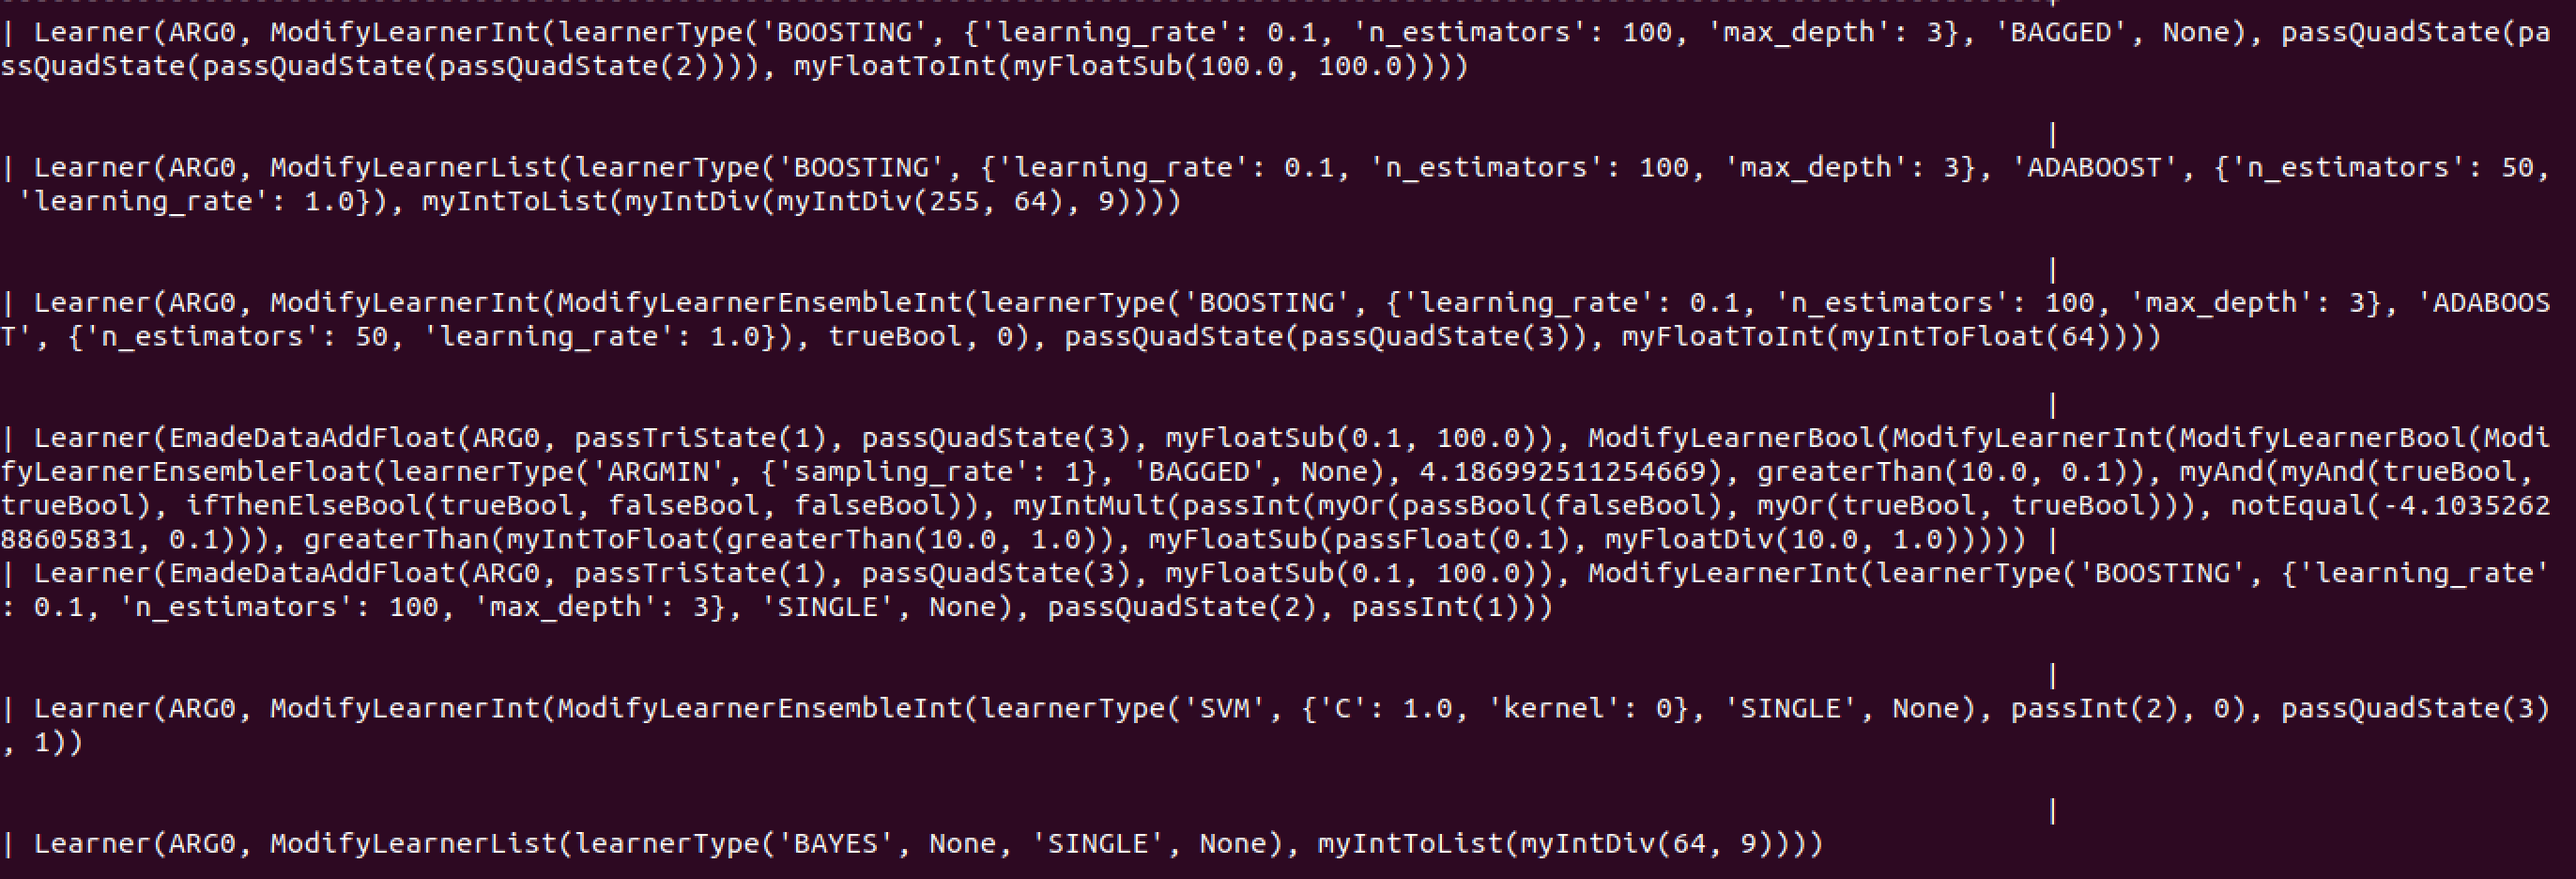 | Learner(ARG0, ModifyLearnerInt(learnerType('BOOSTING', {'learning_rate': 0.1, 'n_estimators': 100, 'max_depth': 3}, 'BAGGED', None), passQuadState(pa
ssQuadState(passQuadState(passQuadState(2)))), myFloatToInt(myFloatSub(100.0, 100.0))))
|
| Learner(ARG0, ModifyLearnerList(learnerType('BOOSTING', {'learning_rate': 0.1, 'n_estimators': 100, 'max_depth': 3}, 'ADABOOST', {'n_estimators': 50,
'learning_rate': 1.0}), myIntToList(myIntDiv(myIntDiv(255, 64), 9))))
|
| Learner(ARG0, ModifyLearnerInt(ModifyLearnerEnsembleInt(learnerType('BOOSTING', {'learning_rate': 0.1, 'n_estimators': 100, 'max_depth': 3}, 'ADABOOS
T', {'n_estimators': 50, 'learning_rate': 1.0}), trueBool, 0), passQuadState(passQuadState(3)), myFloatToInt(myIntToFloat(64))))
|
| Learner(EmadeDataAddFloat(ARG0, passTriState(1), passQuadState(3), myFloatSub(0.1, 100.0)), ModifyLearnerBool(ModifyLearnerInt(ModifyLearnerBool(Modi
fyLearnerEnsembleFloat(learnerType('ARGMIN', {'sampling_rate': 1}, 'BAGGED', None), 4.186992511254669), greaterThan(10.0, 0.1)), myAnd(myAnd(trueBool,
trueBool), ifThenElseBool(trueBool, falseBool, falseBool)), myIntMult(passInt(myOr(passBool(falseBool), myOr(trueBool, trueBool))), notEqual(-4.1035262
88605831, 0.1))), greaterThan(myIntToFloat(greaterThan(10.0, 1.0)), myFloatSub(passFloat(0.1), myFloatDiv(10.0, 1.0))))) |
| Learner(EmadeDataAddFloat(ARG0, passTriState(1), passQuadState(3), myFloatSub(0.1, 100.0)), ModifyLearnerInt(learnerType('BOOSTING', {'learning_rate'
: 0.1, 'n_estimators': 100, 'max_depth': 3}, 'SINGLE', None), passQuadState(2), passInt(1)))
|
| Learner(ARG0, ModifyLearnerInt(ModifyLearnerEnsembleInt(learnerType('SVM', {'C': 1.0, 'kernel': 0}, 'SINGLE', None), passInt(2), 0), passQuadState(3)
, 1))
|
| Learner(ARG0, ModifyLearnerList(learnerType('BAYES', None, 'SINGLE', None), myIntToList(myIntDiv(64, 9))))